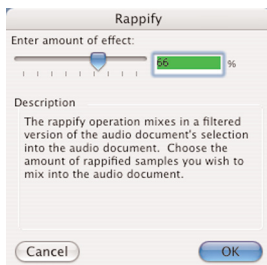 Rappify
Enter amount of effect:
66 %
Description
The rappify operation mixes in a filtered
version of the audio document's selection
into the audio document. Choose the
amount of rappified samples you wish to
mix into the audio document.
Cancel OK